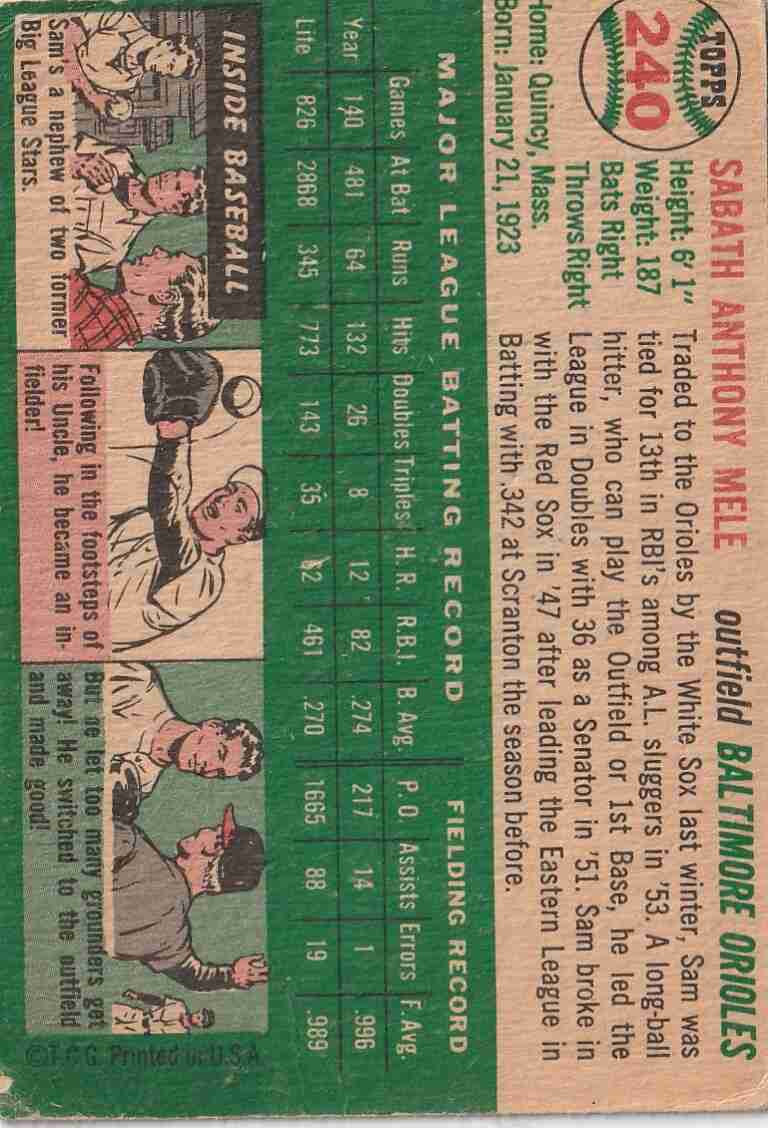 TOPPS
240
SABATH ANTHONY MELE outfield BALTIMORE ORIOLES
Height: 6' 1"
Weight: 187
Bats Right
Throws Right
Home: Quincy, Mass.
Born: January 21, 1923
Traded to the Orioles by the White Sox last winter, Sam was
tied for 13th in RBI's among A.L. sluggers in '53. A long-ball
hitter, who can play the Outfield or 1st Base, he led the
League in Doubles with 36 as a Senator in '51. Sam broke in
with the Red Sox in '47 after leading the Eastern League in
Batting with .342 at Scranton the season before.
MAJOR LEAGUE BATTING RECORD FIELDING RECORD
Games At Bat Runs Hits Doubles Triples H.R. R.B.I. B. Avg. P.O Assists Errors F. Avg.
Year 140 481 64 132 26 8 12 82 .274 217 14 1 .996
Life 826 2868 345 773 143 35 62 461 .270 1665 88 19 .989
INSIDE BASEBALL
Sam's a nephew of two former
Big League Stars.
Following in the footsteps of
his Uncle, he became an in-
fielder!
But he let too many grounders get
away! He switched to the outfield
and made good!
©T.C.G. Printed in U.S.A.